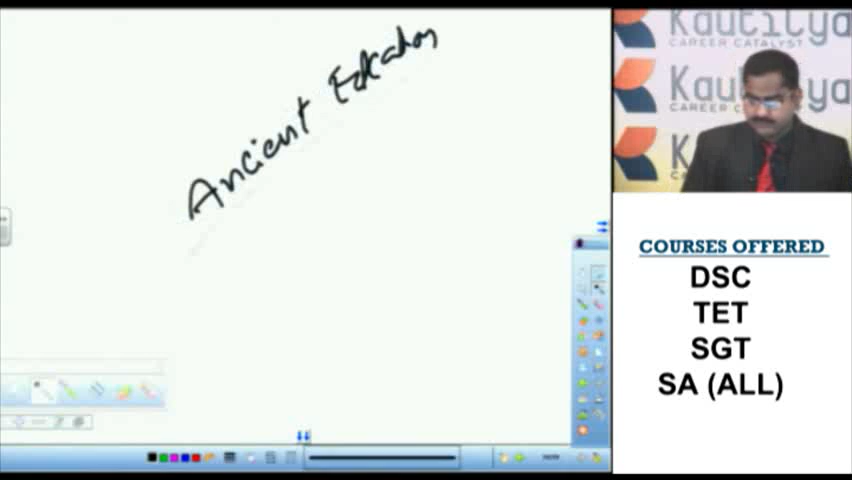 Ancient Education
Kautilya
CAREER CATALYST
Kautilya
CAREER
K
COURSES OFFERED
DSC
TET
SGT
SA (ALL)